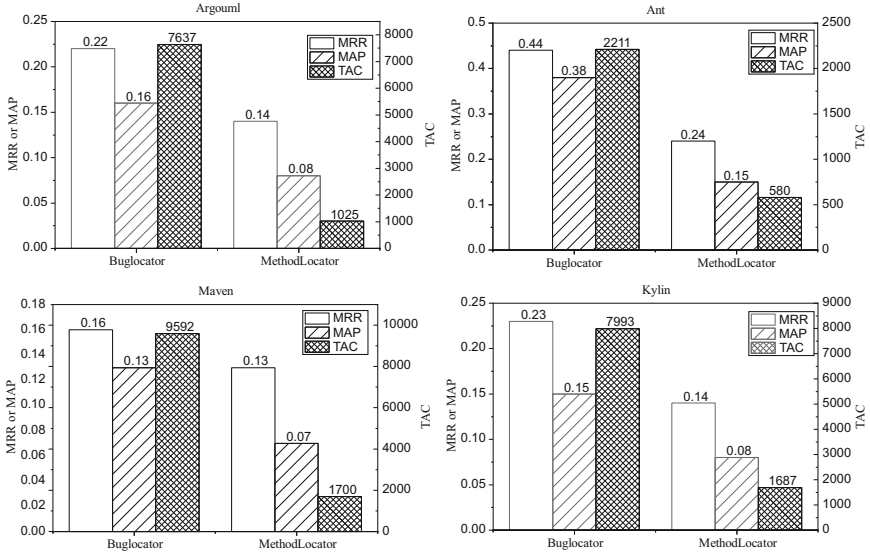 Argouml
0.25
0.20
0.15
0.10
0.05
0.00
MRR or MAP
0.22
0.16
7637
0.14
0.08
1025
MRR
MAP
TAC
8000
7000
6000
5000
4000
3000
2000
1000
0
TAC
Buglocator
MethodLocator
Ant
0.5
0.4
0.3
0.2
0.1
0.0
MRR or MAP
0.44
0.38
2211
0.24
0.15
580
MRR
MAP
TAC
2500
2000
1500
1000
500
0
TAC
Buglocator
MethodLocator
Maven
0.18
0.16
0.14
0.12
0.10
0.08
0.06
0.04
0.02
0.00
MRR or MAP
0.16
0.13
9592
0.13
0.07
1700
MRR
MAP
TAC
10000
8000
6000
4000
2000
0
TAC
Buglocator
MethodLocator
Kylin
0.25
0.20
0.15
0.10
0.05
0.00
MRR or MAP
0.23
0.15
7993
0.14
0.08
1687
MRR
MAP
TAC
9000
8000
7000
6000
5000
4000
3000
2000
1000
0
TAC
Buglocator
MethodLocator